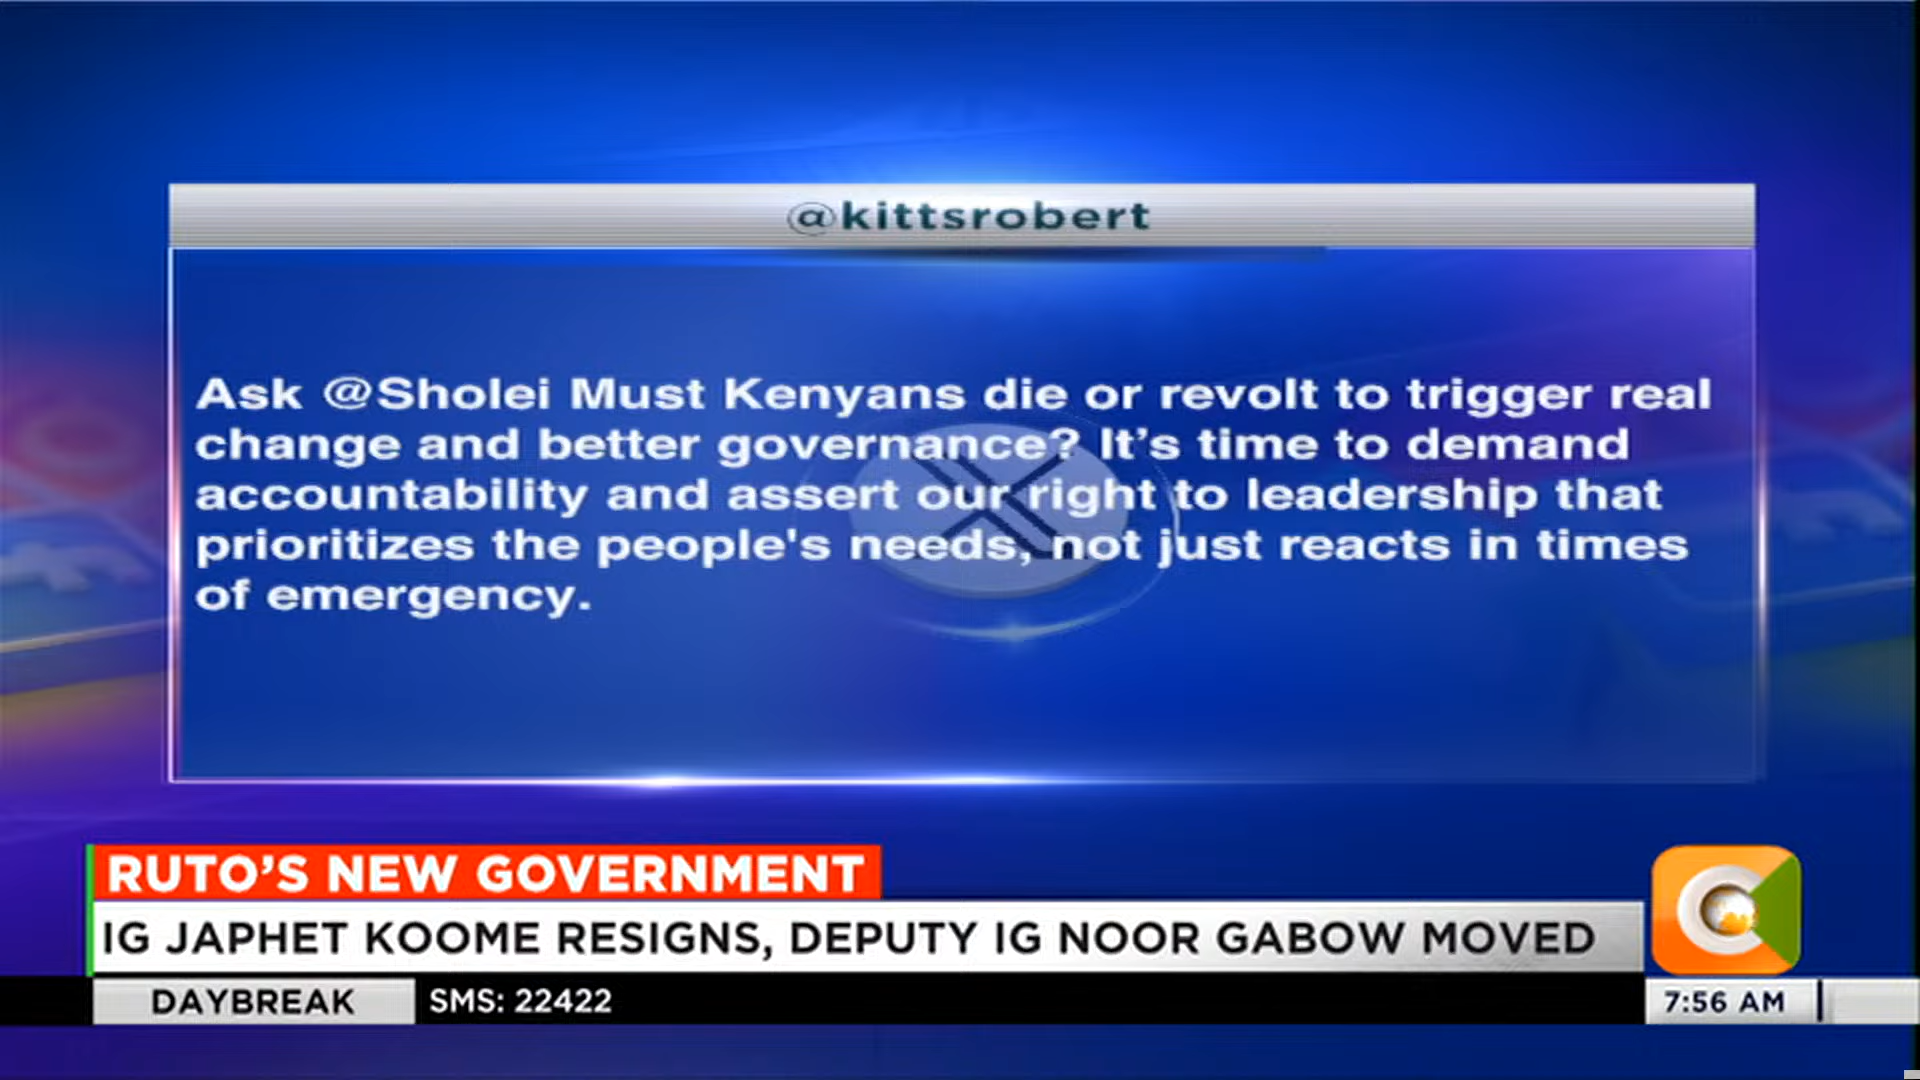 @kittsrobert
Ask @Sholei Must Kenyans die or revolt to trigger real
change and better governance? It’s time to demand
accountability and assert our right to leadership that
prioritizes the people's needs, not just reacts in times
of emergency.
RUTO’S NEW GOVERNMENT
IG JAPHET KOOME RESIGNS, DEPUTY IG NOOR GABOW MOVED
DAYBREAK
SMS: 22422
7:56 AM